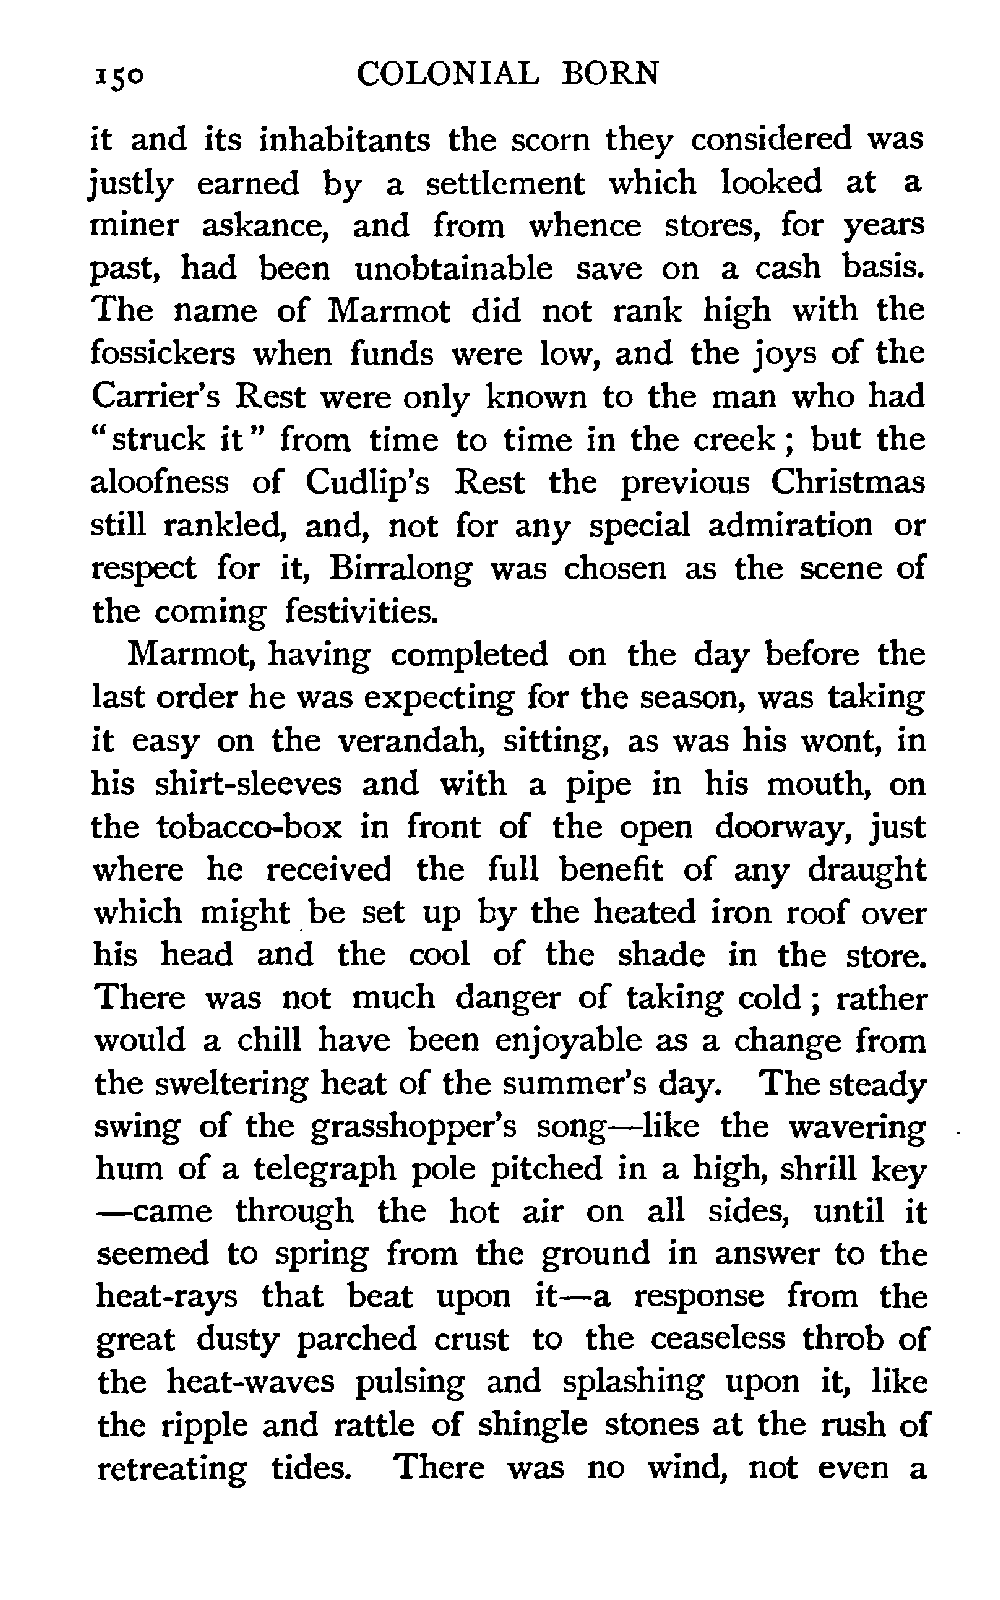 150 COLONIAL BORN
it and its inhabitants the scorn they considered was
justly earned by a settlement which looked at a
miner askance, and from whence stores, for years
past, had been unobtainable save on a cash basis.
The name of Marmot did not rank high with the
fossickers when funds were low, and the joys of the
Carrier's Rest were only known to the man who had
"struck it" from time to time in the creek ; but the
aloofness of Cudlip's Rest the previous Christmas
still rankled, and, not for any special admiration or
respect for it, Birralong was chosen as the scene of
the coming festivities.
Marmot, having completed on the day before the
last order he was expecting for the season, was taking
it easy on the verandah, sitting, as was his wont, in
his shirt-sleeves and with a pipe in his mouth, on
the tobacco-box in front of the open doorway, just
where he received the full benefit of any draught
which might be set up by the heated iron roof over
his head and the cool of the shade in the store.
There was not much danger of taking cold ; rather
would a chill have been enjoyable as a change from
the sweltering heat of the summer's day. The steady
swing of the grasshopper's song—like the wavering
hum of a telegraph pole pitched in a high, shrill key
—came through the hot air on all sides, until it
seemed to spring from the ground in answer to the
heat-rays that beat upon it—a response from the
great dusty parched crust to the ceaseless throb of
the heat-waves pulsing and splashing upon it, like
the ripple and rattle of shingle stones at the rush of
retreating tides. There was no wind, not even a